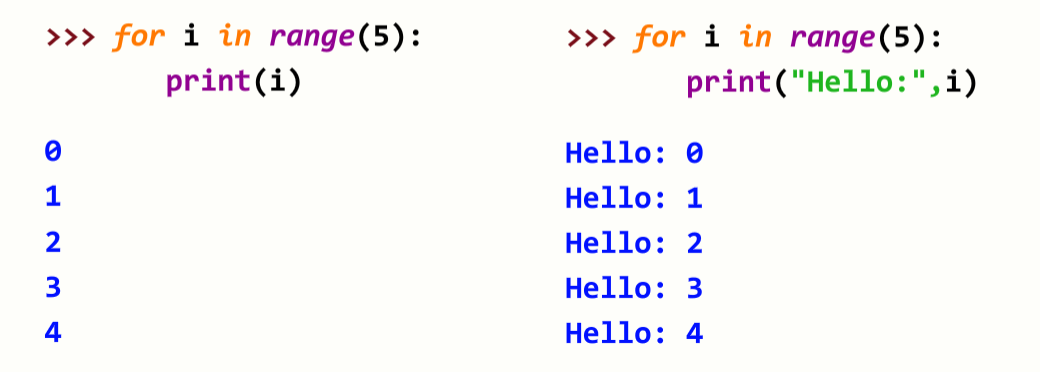 >>> for i in range(5):
print(i)
0
1
2
3
4
>>> for i in range(5):
print("Hello:",i)
Hello: 0
Hello: 1
Hello: 2
Hello: 3
Hello: 4